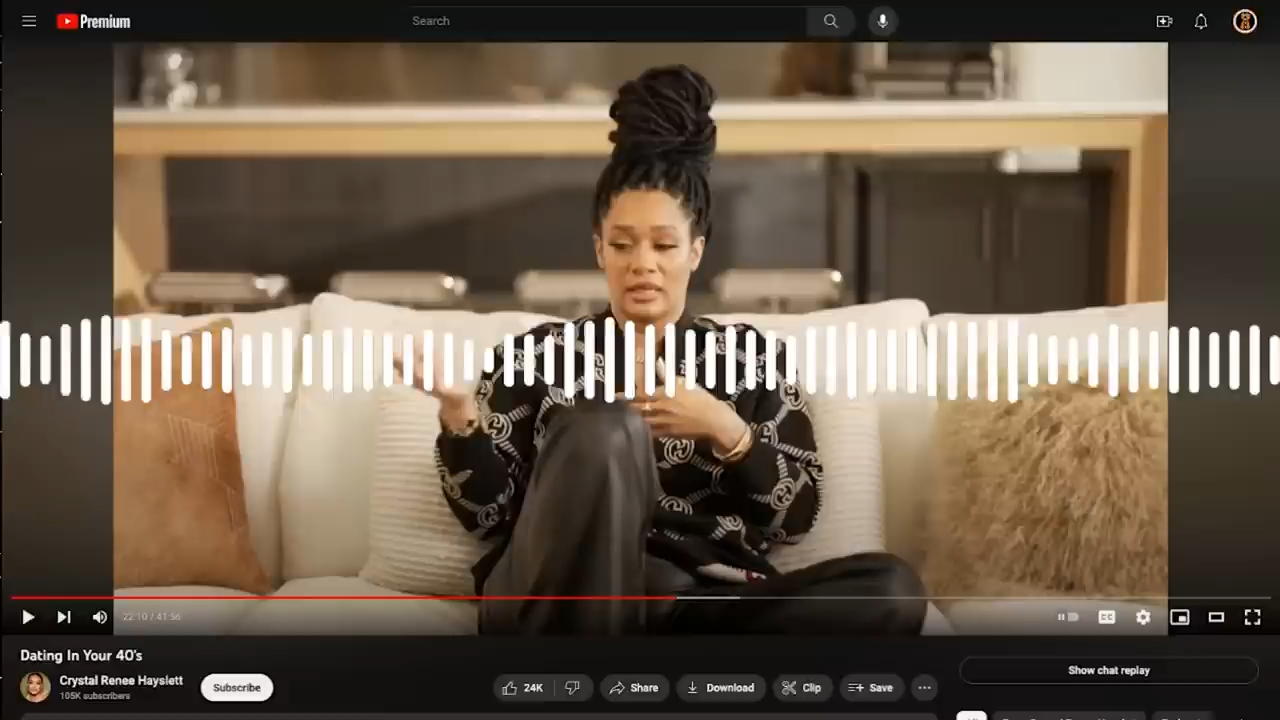 Premium
Search
22:10 / 41:56
CC
Dating In Your 40's
Crystal Renee Hayslett
105K subscribers
Subscribe
24K
Share
Download
Clip
Save
Show chat replay